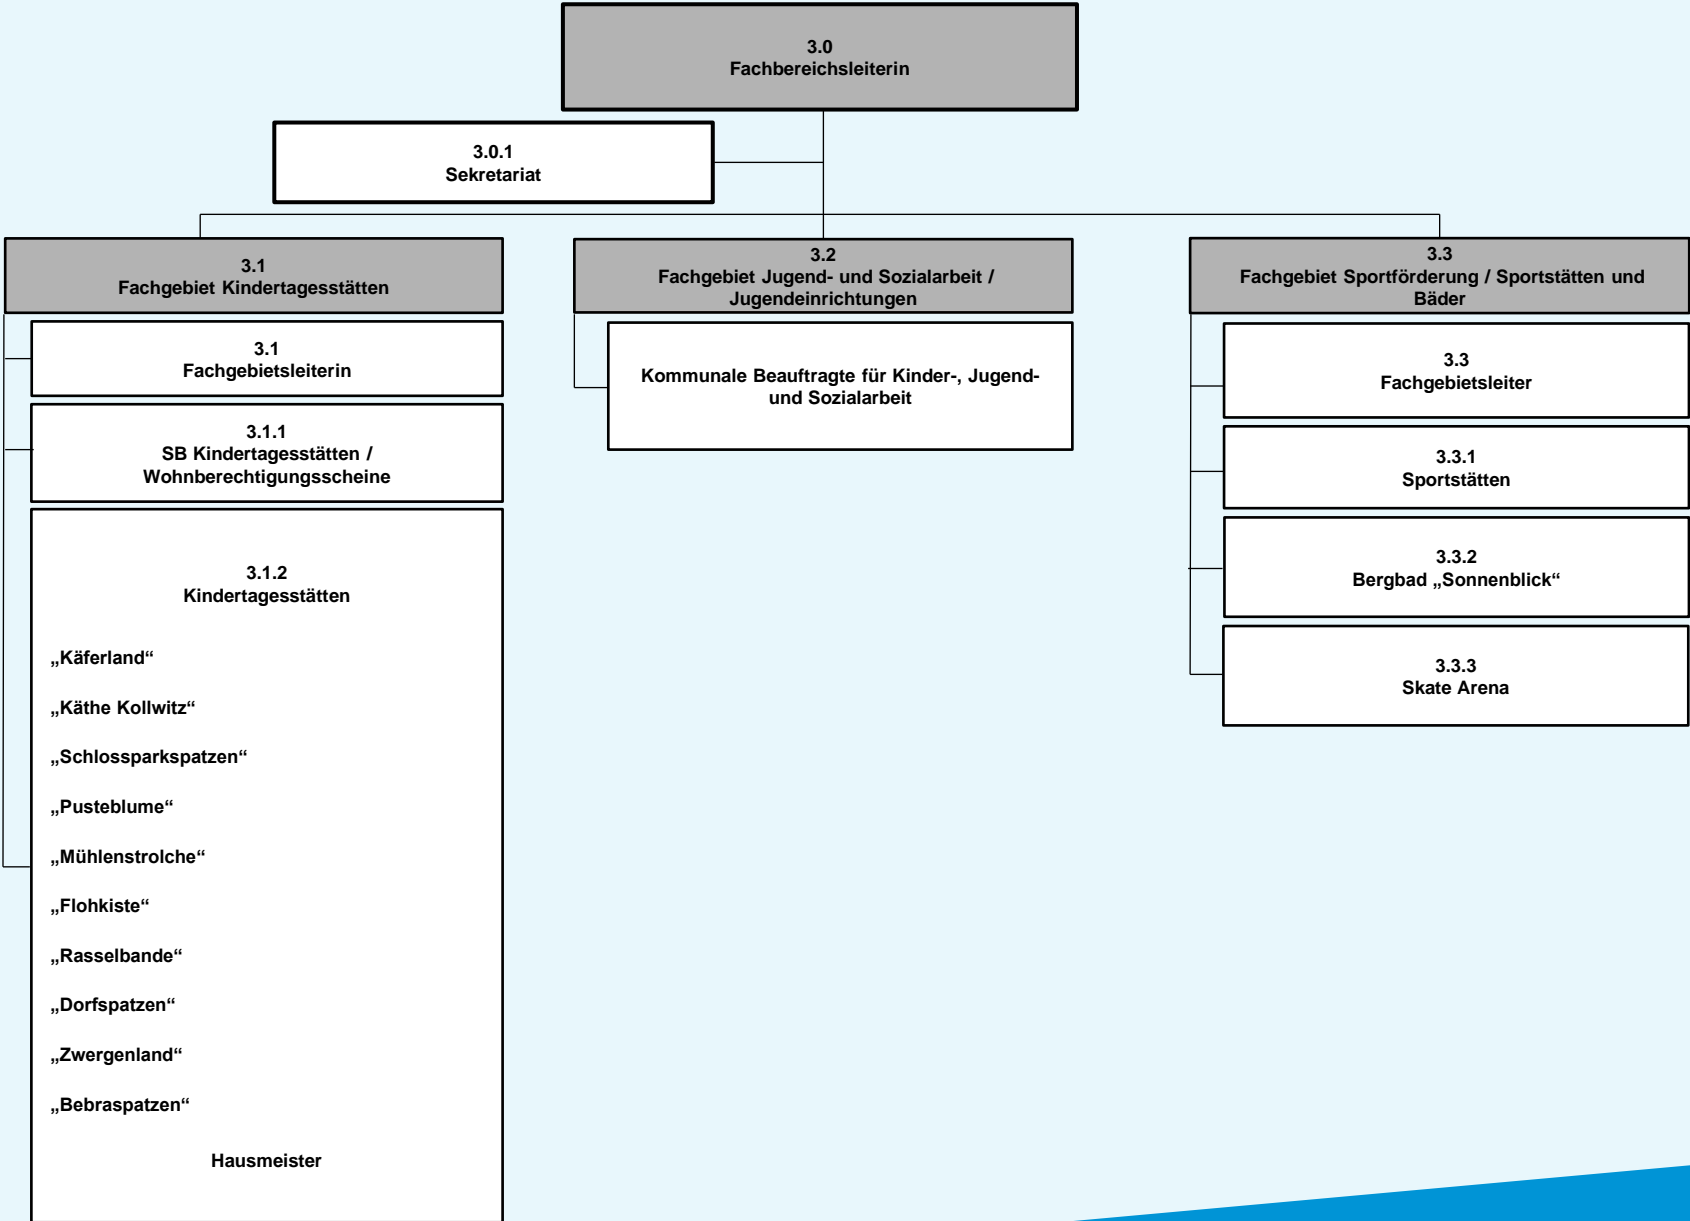 3.0
Fachbereichsleiterin
3.0.1
Sekretariat
3.1
Fachgebiet Kindertagesstätten
3.1
Fachgebietsleiterin
3.1.1
SB Kindertagesstätten /
Wohnberechtigungsscheine
3.1.2
Kindertagesstätten
„Käferland“
„Käthe Kollwitz“
„Schlossparkspatzen“
„Pusteblume“
„Mühlenstrolche“
„Flohkiste“
„Rasselbande“
„Dorfspatzen“
„Zwergenland“
„Bebraspatzen“
Hausmeister
3.2
Fachgebiet Jugend- und Sozialarbeit /
Jugendeinrichtungen
Kommunale Beauftragte für Kinder-, Jugend-
und Sozialarbeit
3.3
Fachgebiet Sportförderung / Sportstätten und
Bäder
3.3
Fachgebietsleiter
3.3.1
Sportstätten
3.3.2
Bergbad „Sonnenblick“
3.3.3
Skate Arena